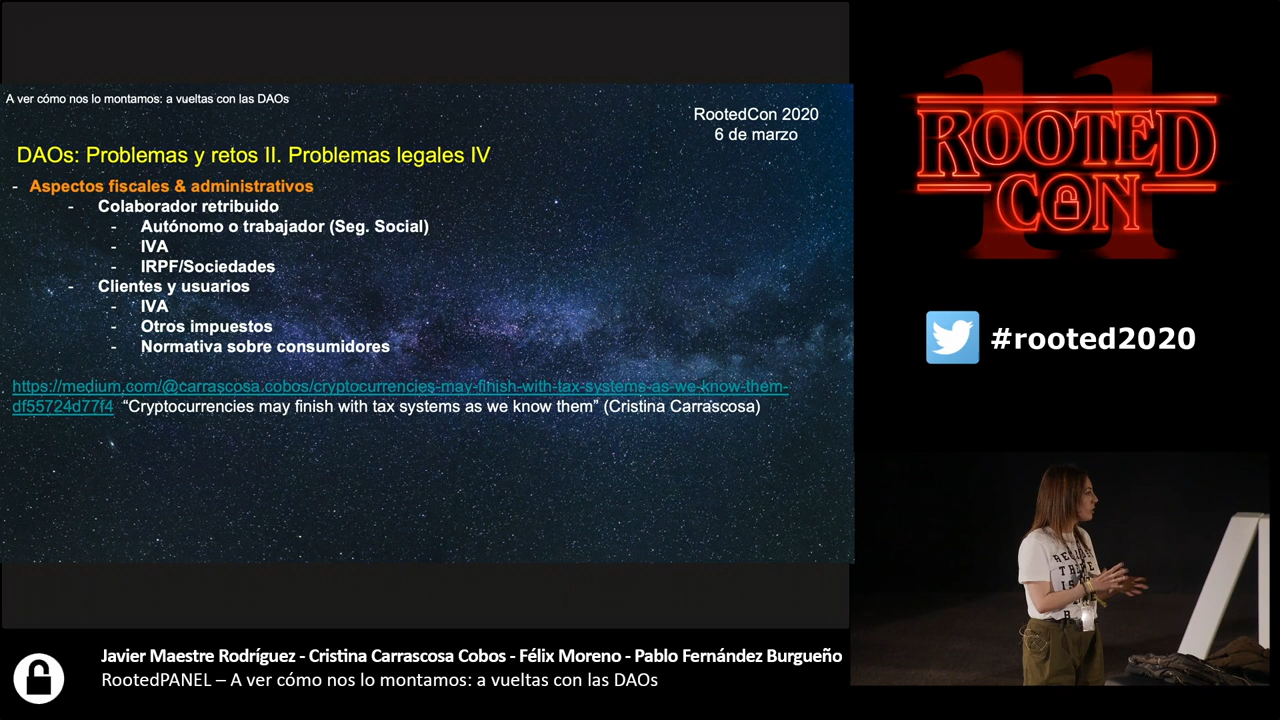 A ver cómo nos lo montamos: a vueltas con las DAOs
RootedCon 2020
6 de marzo
DAOs: Problemas y retos II. Problemas legales IV
- Aspectos fiscales & administrativos
- Colaborador retribuido
- Autónomo o trabajador (Seg. Social)
- IVA
- IRPF/Sociedades
- Clientes y usuarios
- IVA
- Otros impuestos
- Normativa sobre consumidores
https://medium.com/@carrascosa.cobos/cryptocurrencies-may-finish-with-tax-systems-as-we-know-them-
df55724d77f4 “Cryptocurrencies may finish with tax systems as we know them” (Cristina Carrascosa)
11
ROOTED
CON
#rooted2020
THERE
IS
Javier Maestre Rodríguez - Cristina Carrascosa Cobos - Félix Moreno - Pablo Fernández Burgueño
RootedPANEL – A ver cómo nos lo montamos: a vueltas con las DAOs